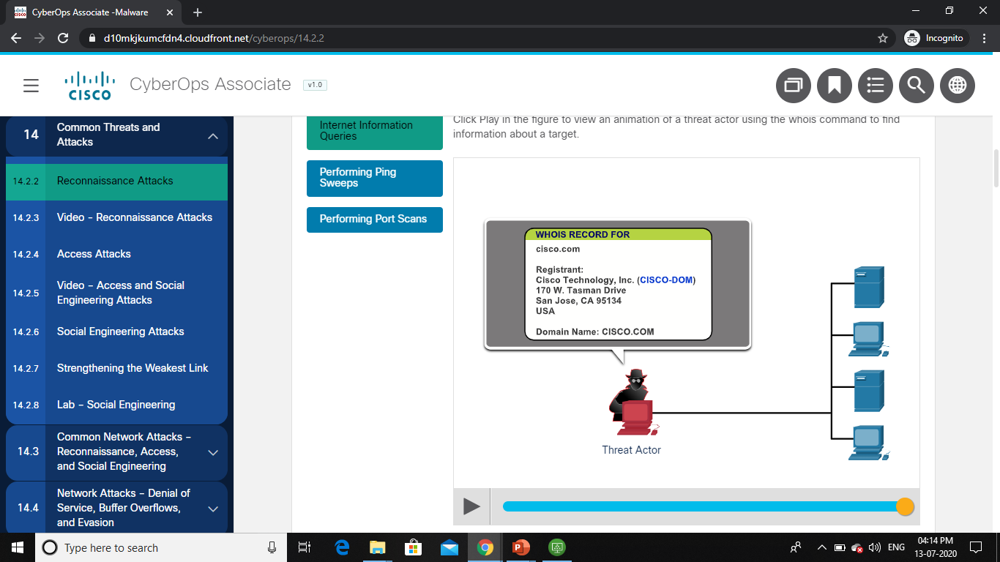 CyberOps Associate -Malware
d10mkjkumcfdn4.cloudfront.net/cyberops/14.2.2
Incognito
CISCO
CyberOps Associate
v1.0
14
Common Threats and
Attacks
14.2.2 Reconnaissance Attacks
14.2.3 Video - Reconnaissance Attacks
14.2.4 Access Attacks
14.2.5
Video - Access and Social
Engineering Attacks
14.2.6 Social Engineering Attacks
14.2.7 Strengthening the Weakest Link
14.2.8 Lab - Social Engineering
14.3
Common Network Attacks -
Reconnaissance, Access,
and Social Engineering
14.4
Network Attacks - Denial of
Service, Buffer Overflows,
and Evasion
Internet Information
Queries
Performing Ping
Sweeps
Performing Port Scans
Click Play in the figure to view an animation of a threat actor using the whois command to find
information about a target.
WHOIS RECORD FOR
cisco.com
Registrant:
Cisco Technology, Inc. (CISCO-DOM)
170 W. Tasman Drive
San Jose, CA 95134
USA
Domain Name: CISCO.COM
Threat Actor
Type here to search
ENG
04:14 PM
13-07-2020